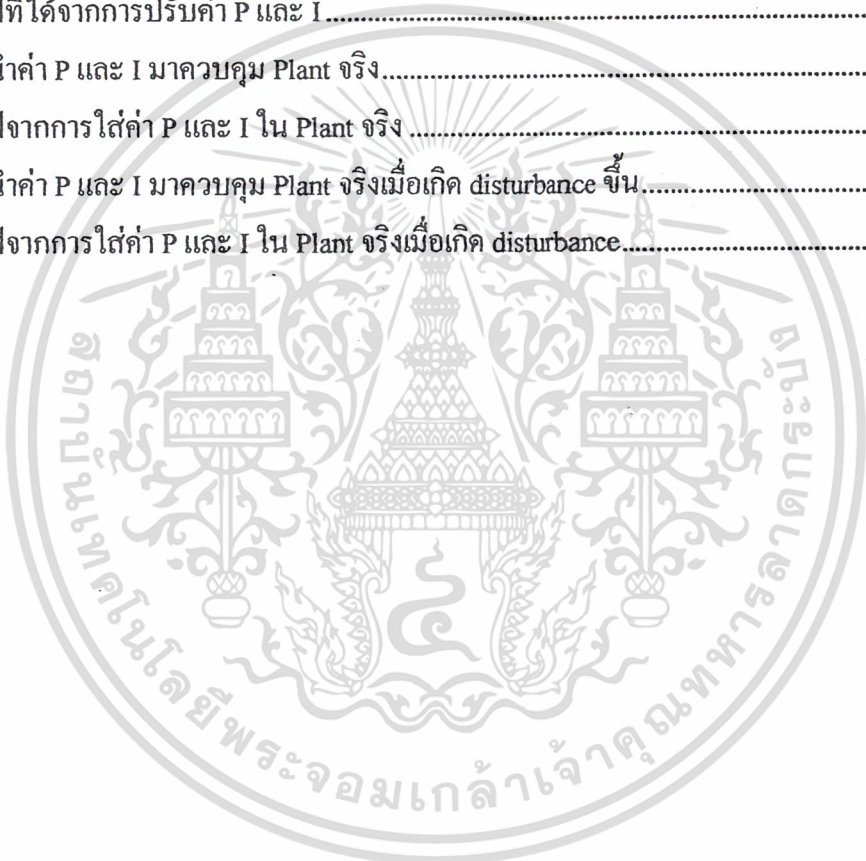 ที่ได้จากการปรับค่า P และ I................................................................
ค่า P และ I มาควบคุม Plant จริง................................................................
จากการใส่ค่า P และ I ใน Plant จริง................................................................
ค่า P และ I มาควบคุม Plant จริงเมื่อเกิด disturbance ขึ้น................................
จากการใส่ค่า P และ I ใน Plant จริงเมื่อเกิด disturbance................................
สถาบันเทคโนโลยีพระจอมเกล้าเจ้าคุณทหารลาดกระบัง